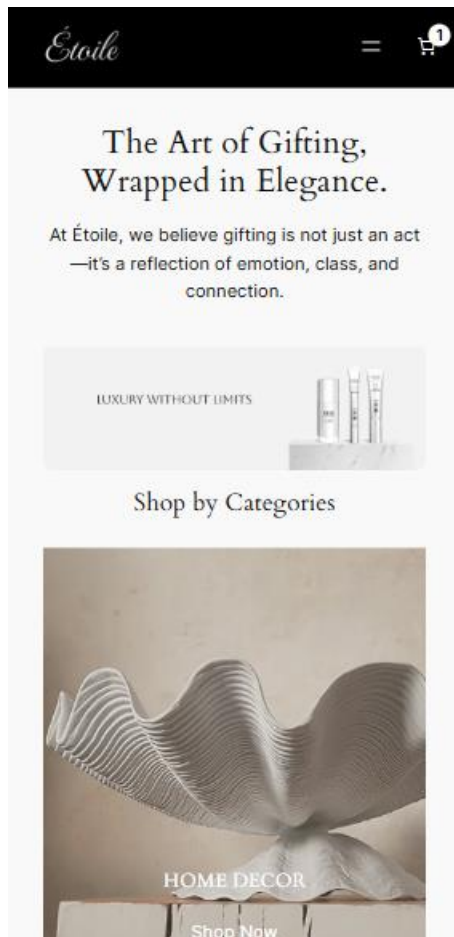 Étoile
1
The Art of Gifting,
Wrapped in Elegance.
At Étoile, we believe gifting is not just an act
—it's a reflection of emotion, class, and
connection.
LUXURY WITHOUT LIMITS
Shop by Categories
HOME DECOR
Shop Now